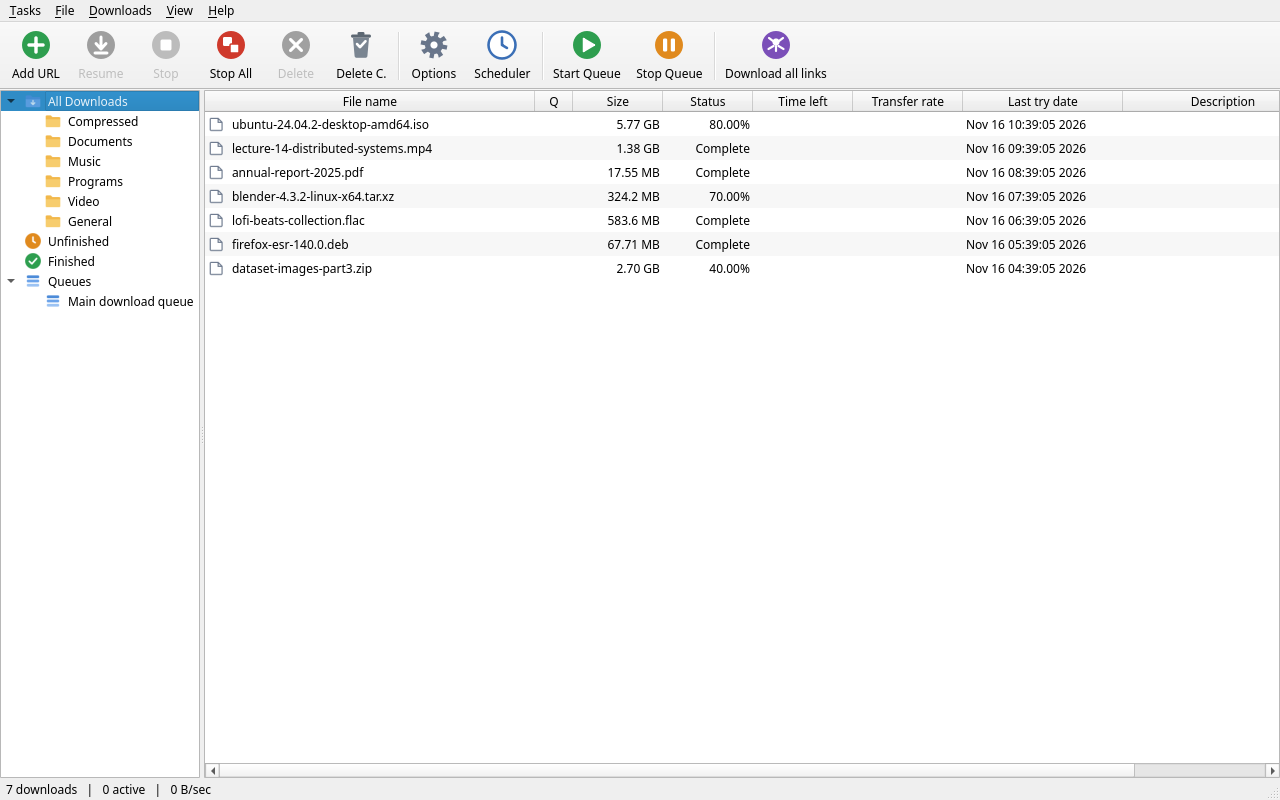 Tasks File Downloads View Help
Add URL Resume Stop Stop All Delete Delete C. Options Scheduler Start Queue Stop Queue Download all links
All Downloads
Compressed
Documents
Music
Programs
Video
General
Unfinished
Finished
Queues
Main download queue
File name Q Size Status Time left Transfer rate Last try date Description
ubuntu-24.04.2-desktop-amd64.iso 5.77 GB 80.00% Nov 16 10:39:05 2026
lecture-14-distributed-systems.mp4 1.38 GB Complete Nov 16 09:39:05 2026
annual-report-2025.pdf 17.55 MB Complete Nov 16 08:39:05 2026
blender-4.3.2-linux-x64.tar.xz 324.2 MB 70.00% Nov 16 07:39:05 2026
lofi-beats-collection.flac 583.6 MB Complete Nov 16 06:39:05 2026
firefox-esr-140.0.deb 67.71 MB Complete Nov 16 05:39:05 2026
dataset-images-part3.zip 2.70 GB 40.00% Nov 16 04:39:05 2026
7 downloads | 0 active | 0 B/sec